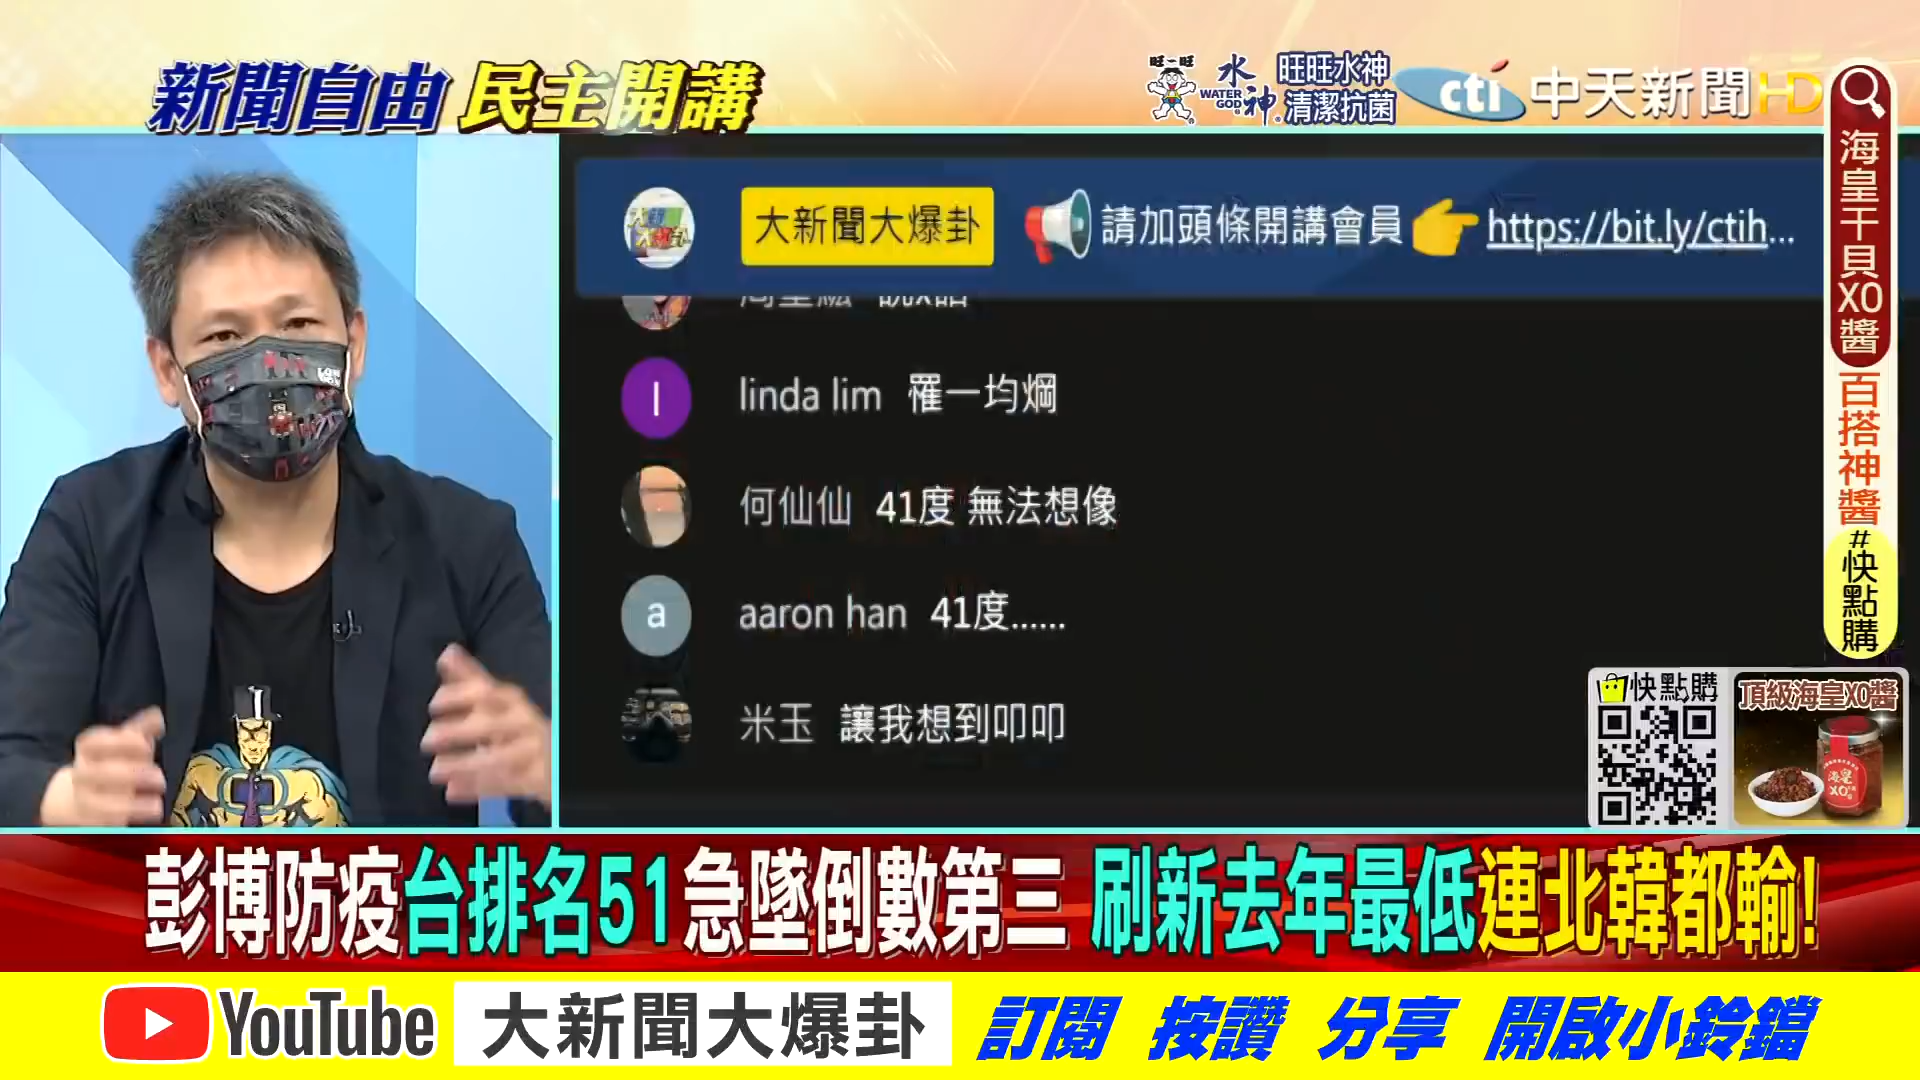 新聞自由 民主開講
旺旺
水神
WATER GOD
旺旺水神
清潔抗菌
cti 中天新聞HD
大新聞大爆卦 請加頭條開講會員 https://bit.ly/ctih...
linda lim 罹一均烱
何仙仙 41度 無法想像
aaron han 41度......
米玉 讓我想到叩叩
海皇干貝XO醬
百搭神醬
#快點購
快點購
頂級海皇XO醬
海皇
XO
彭博防疫台排名51急墜倒數第三 刷新去年最低連北韓都輸!
YouTube 大新聞大爆卦 訂閱 按讚 分享 開啟小鈴鐺